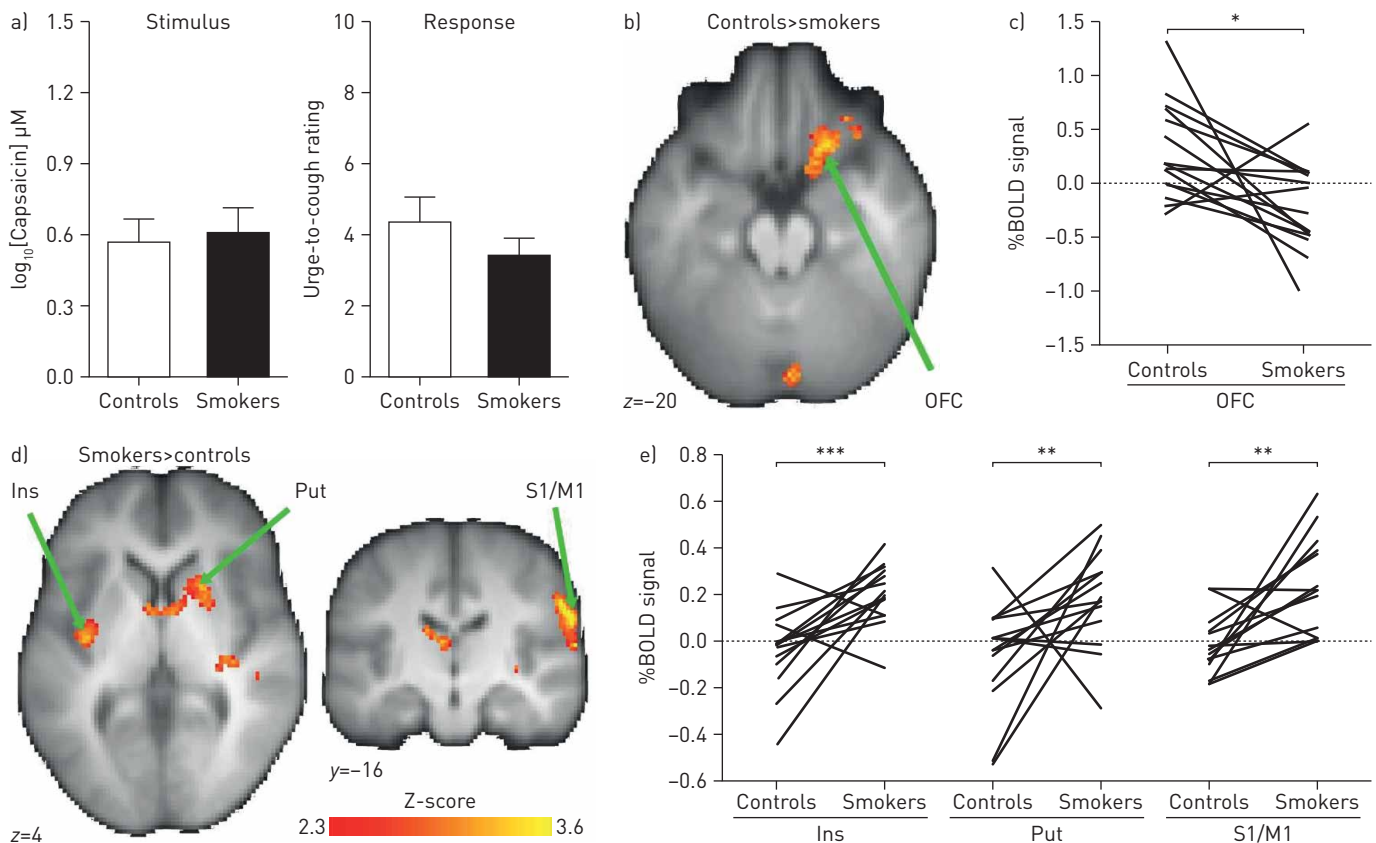 a)
Stimulus
log10[Capsaicin] µM
1.5
1.2
0.9
0.6
0.3
0.0
Controls Smokers
Response
Urge-to-cough rating
10
8
6
4
2
0
Controls Smokers
b)
Controls>smokers
z=–20
OFC
c)
*
%BOLD signal
1.5
1.0
0.5
0.0
–0.5
–1.0
–1.5
Controls Smokers
OFC
d)
Smokers>controls
Ins
Put
S1/M1
z=4
y=–16
Z-score
2.3 3.6
e)
*** ** **
%BOLD signal
0.8
0.6
0.4
0.2
0.0
–0.2
–0.4
–0.6
Controls Smokers Controls Smokers Controls Smokers
Ins Put S1/M1